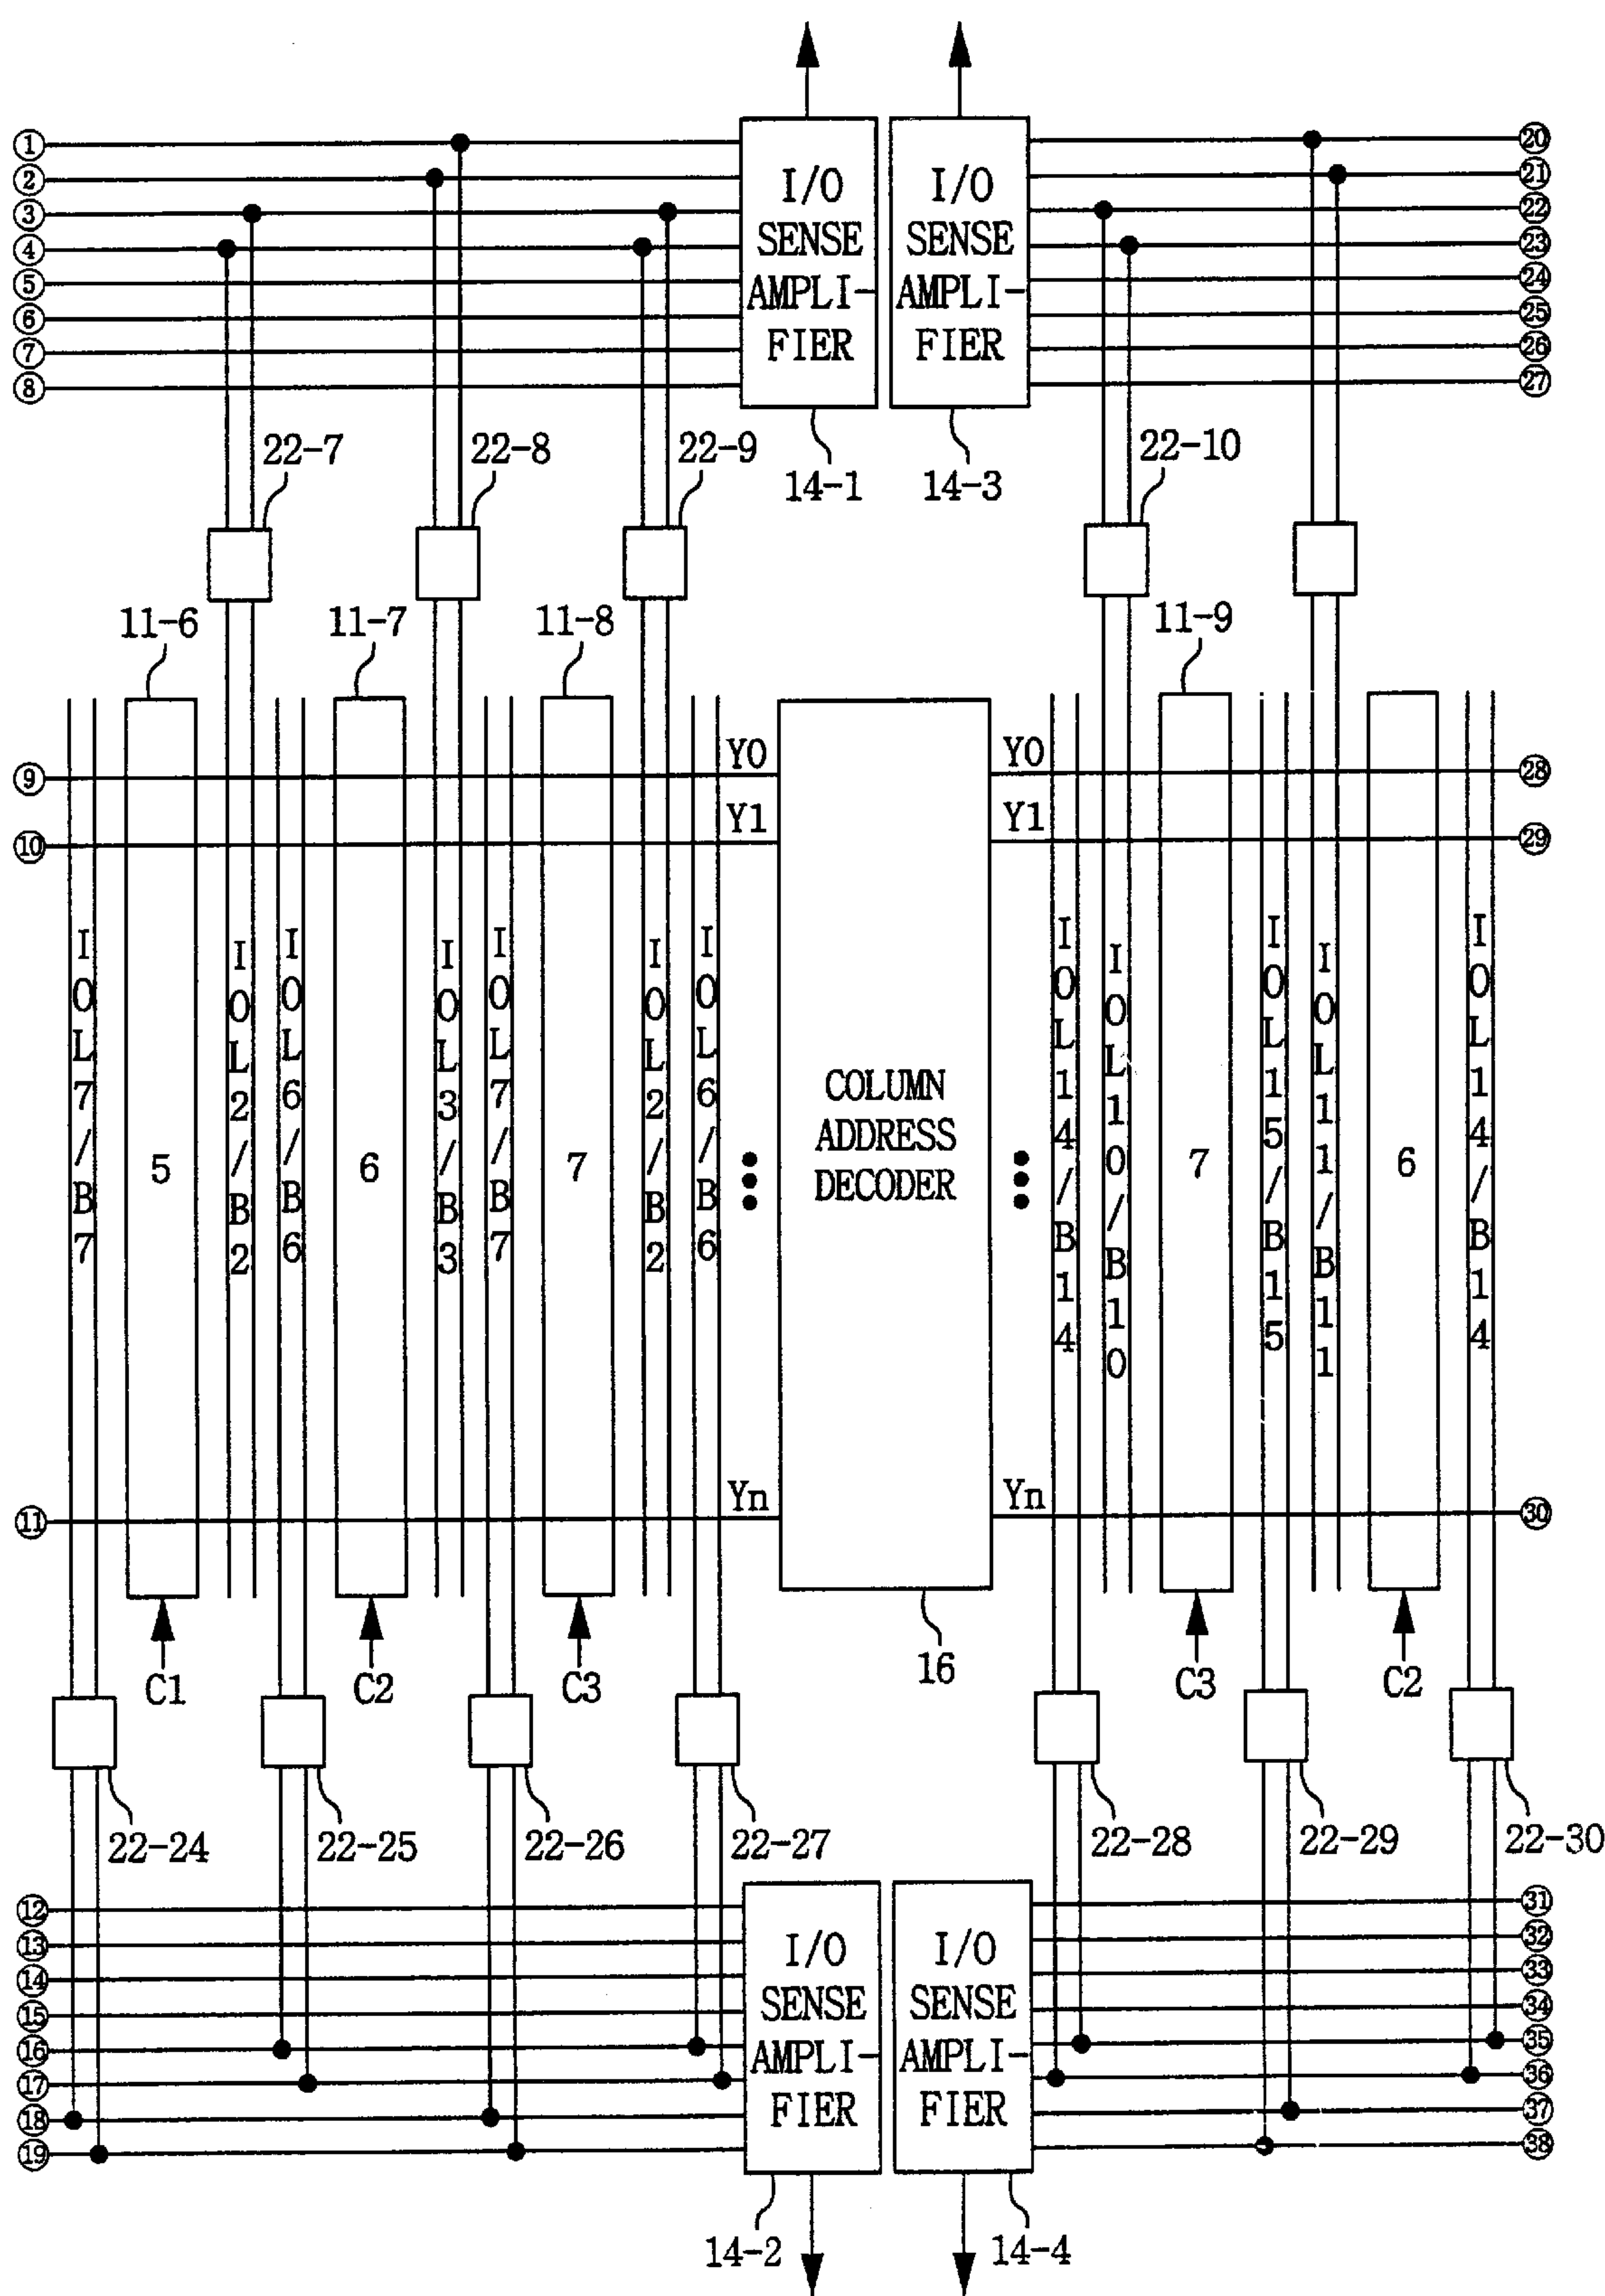 ①
②
③
④
⑤
⑥
⑦
⑧
I/O
SENSE
AMPLI-
FIER
14-1
I/O
SENSE
AMPLI-
FIER
14-3
⑳
㉑
㉒
㉓
㉔
㉕
㉖
㉗
22-7
22-8
22-9
22-10
11-6
11-7
11-8
11-9
⑨
⑩
⑪
Y0
Y1
Yn
Y0
Y1
Yn
㉘
㉙
㉚
IOL7/B7
5
IOL2/B2
IOL6/B6
6
IOL3/B3
IOL7/B7
7
IOL2/B2
IOL6/B6
COLUMN
ADDRESS
DECODER
16
IOL14/B14
IOL10/B10
7
IOL15/B15
IOL11/B11
6
IOL14/B14
C1
C2
C3
C3
C2
22-24
22-25
22-26
22-27
22-28
22-29
22-30
⑫
⑬
⑭
⑮
⑯
⑰
⑱
⑲
I/O
SENSE
AMPLI-
FIER
14-2
I/O
SENSE
AMPLI-
FIER
14-4
㉛
㉜
㉝
㉞
㉟
㊱
㊲
㊳